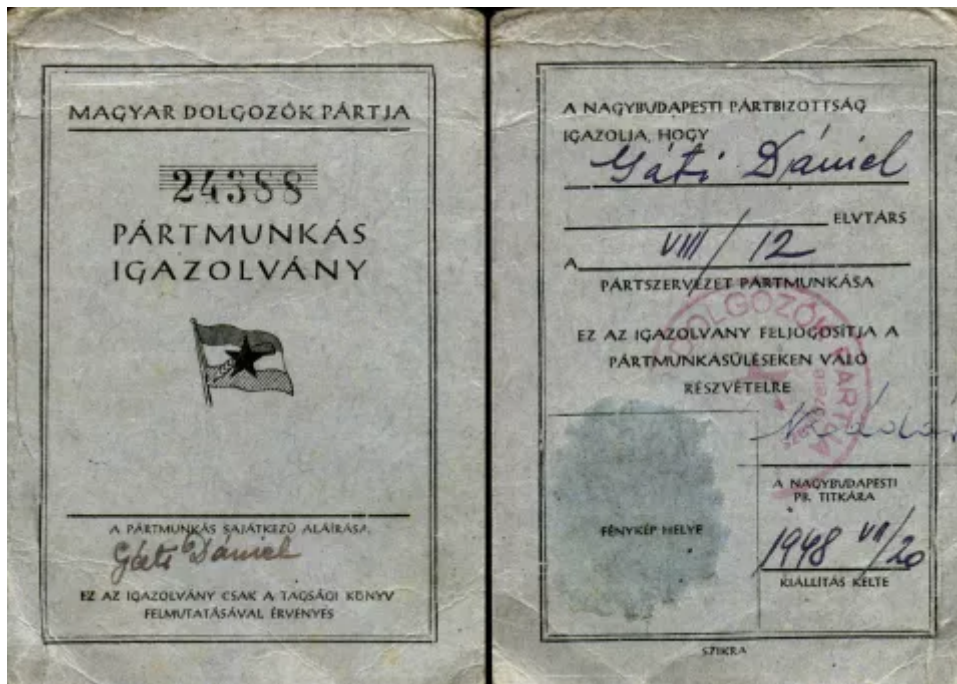 MAGYAR DOLGOZÓK PÁRTJA
24388
PÁRTMUNKÁS
IGAZOLVÁNY
A PÁRTMUNKÁS SAJÁTKEZŰ ALÁÍRÁSA.
Gáti Dániel
EZ AZ IGAZOLVÁNY CSAK A TAGSÁGI KÖNYV
FELMUTATÁSÁVAL ÉRVÉNYES
A NAGYBUDAPESTI PÁRTBIZOTTSÁG
IGAZOLJA, HOGY
Gáti Dániel
ELVTÁRS
A VIII/12
PÁRTSZERVEZET PÁRTMUNKÁSA
EZ AZ IGAZOLVÁNY FELJOGOSÍTJA A
PÁRTMUNKÁSÜLÉSEKEN VALÓ
RÉSZVÉTELRE
DOLGOZÓK PÁRTJA
A NAGYBUDAPESTI
PB. TITKÁRA
FÉNYKÉP HELYE
1948 VII/20
KIÁLLÍTÁS KELTE
SZIKRA